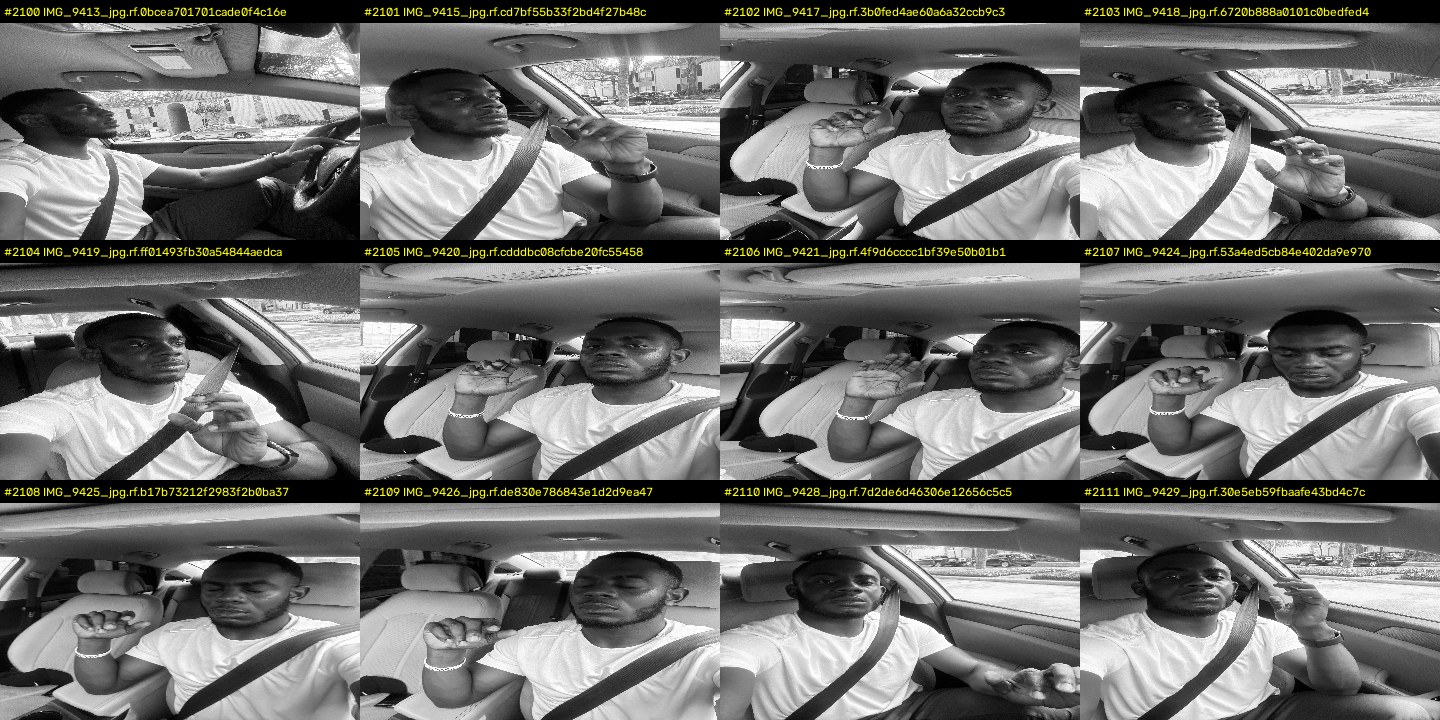 #2100 IMG_9413_jpg.rf.0bcea701701cade0f4c16e
#2101 IMG_9415_jpg.rf.cd7bf55b33f2bd4f27b48c
#2102 IMG_9417_jpg.rf.3b0fed4ae60a6a32ccb9c3
#2103 IMG_9418_jpg.rf.6720b888a0101c0bedfed4
#2104 IMG_9419_jpg.rf.ff01493fb30a54844aedca
#2105 IMG_9420_jpg.rf.cdddbc08cfcbe20fc55458
#2106 IMG_9421_jpg.rf.4f9d6cccc1bf39e50b01b1
#2107 IMG_9424_jpg.rf.53a4ed5cb84e402da9e970
#2108 IMG_9425_jpg.rf.b17b73212f2983f2b0ba37
#2109 IMG_9426_jpg.rf.de830e786843e1d2d9ea47
#2110 IMG_9428_jpg.rf.7d2de6d46306e12656c5c5
#2111 IMG_9429_jpg.rf.30e5eb59fbaafe43bd4c7c